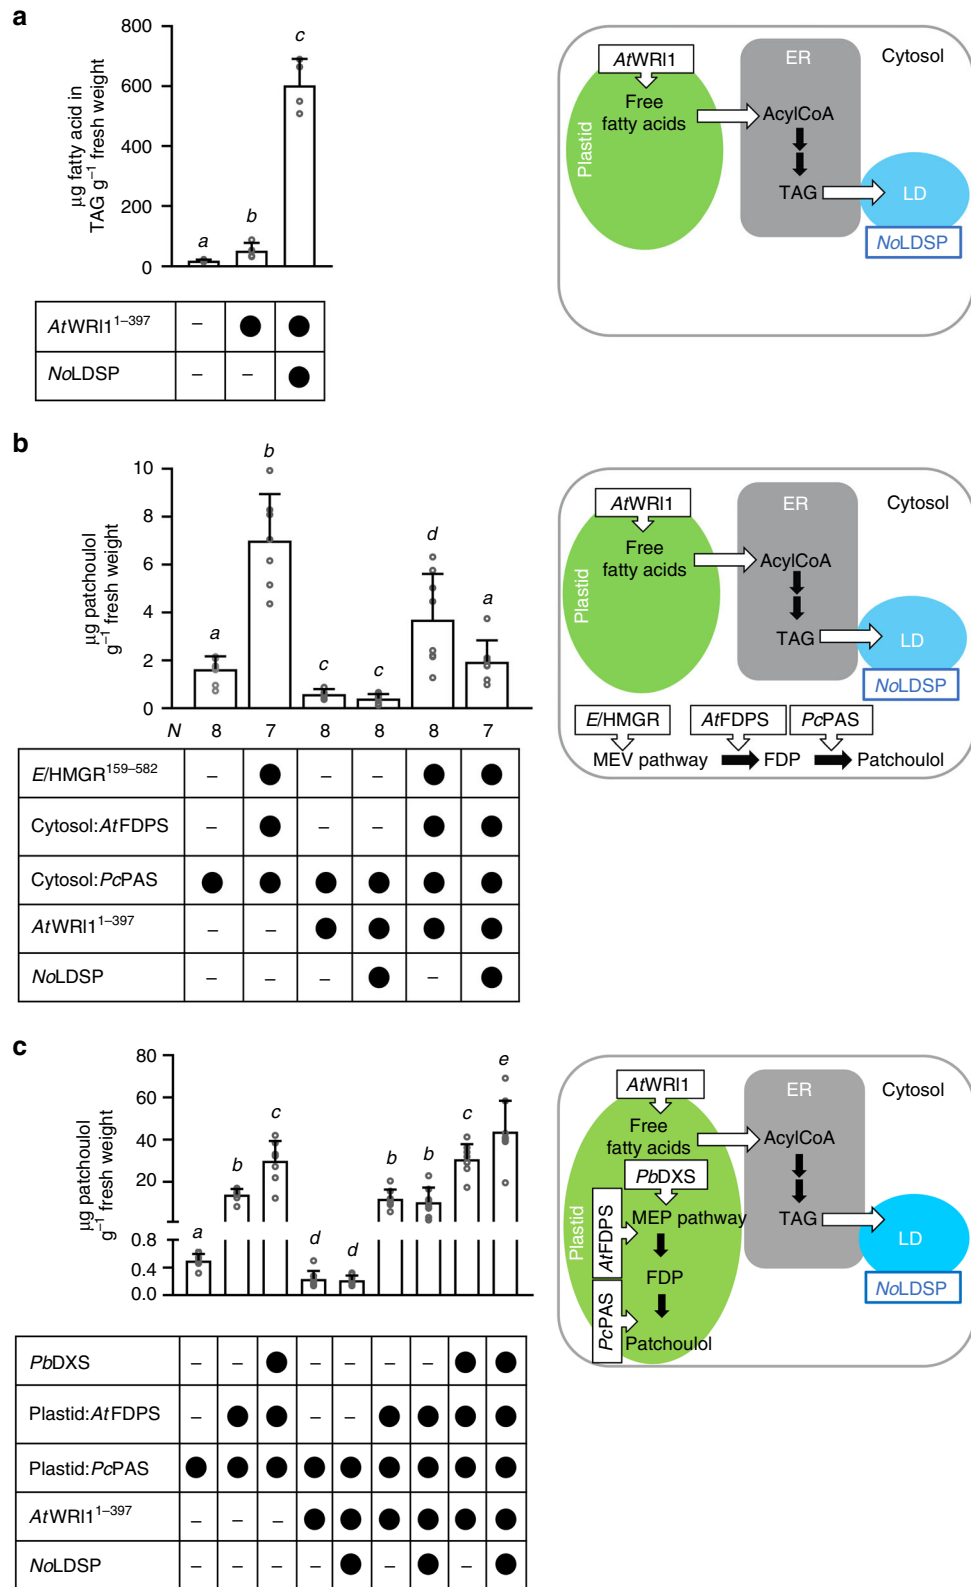 a
800
600
400
200
0
µg fatty acid in
TAG g⁻¹ fresh weight
a
b
c
AtWRI1¹⁻³⁹⁷
–
NoLDSP
– –
AtWRI1
Free
fatty acids
Plastid
ER
AcylCoA
TAG
Cytosol
LD
NoLDSP
b
10
8
6
4
2
0
µg patchoulol
g⁻¹ fresh weight
a
b
c
c
d
a
N 8 7 8 8 8 7
ElHMGR¹⁵⁹⁻⁵⁸²
– – –
Cytosol:AtFDPS
– – –
Cytosol:PcPAS
AtWRI1¹⁻³⁹⁷
– –
NoLDSP
– – – –
AtWRI1
Free
fatty acids
Plastid
ER
AcylCoA
TAG
Cytosol
LD
NoLDSP
ElHMGR AtFDPS PcPAS
MEV pathway FDP Patchoulol
c
80
60
40
20
0.8
0.4
0.0
µg patchoulol
g⁻¹ fresh weight
a
b
c
d
d
b
b
c
e
PbDXS
– – – – – –
Plastid:AtFDPS
– – –
Plastid:PcPAS
AtWRI1¹⁻³⁹⁷
– – –
NoLDSP
– – – – – –
AtWRI1
Free
fatty acids
PbDXS
Plastid
AtFDPS
MEP pathway
FDP
PcPAS
Patchoulol
ER
AcylCoA
TAG
Cytosol
LD
NoLDSP